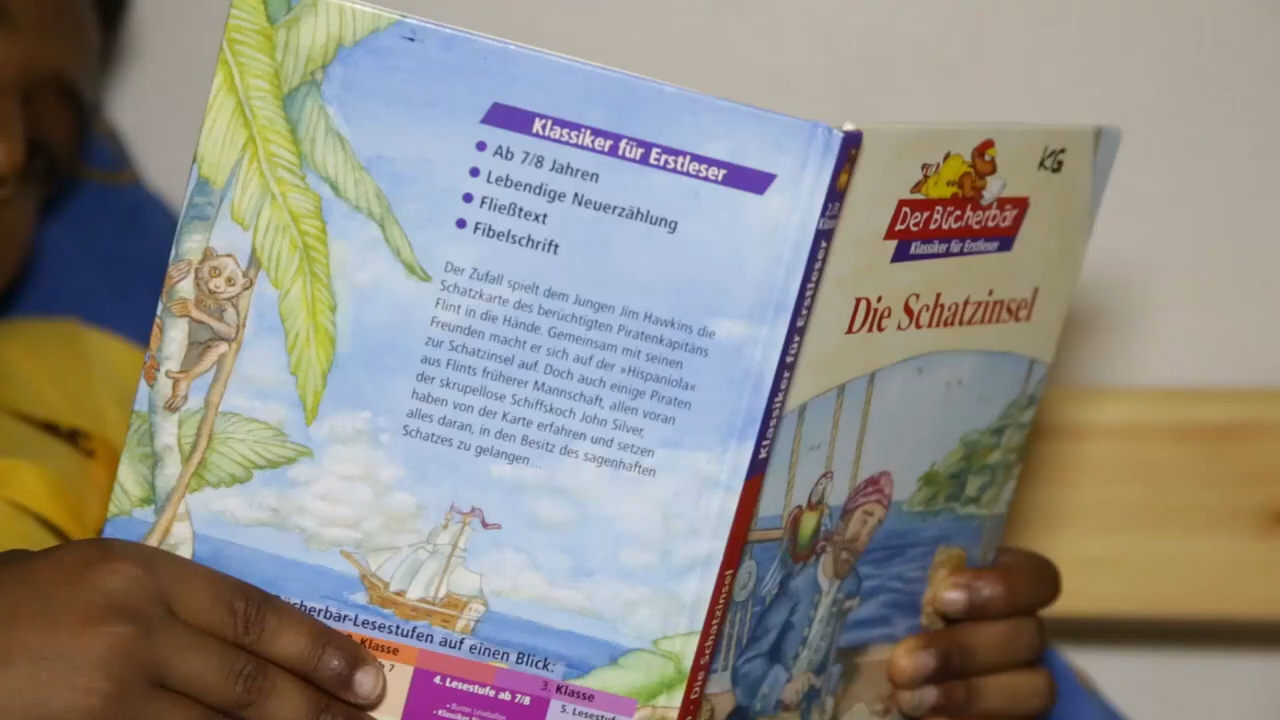 Klassiker für Erstleser
Ab 7/8 Jahren
Lebendige Neuerzählung
Fließtext
Fibelschrift
Der Zufall spielt dem Jungen Jim Hawkins die
Schatzkarte des berüchtigten Piratenkapitäns
Flint in die Hände. Gemeinsam mit seinen
Freunden macht er sich auf der »Hispaniola«
zur Schatzinsel auf. Doch auch einige Piraten
aus Flints früherer Mannschaft, allen voran
der skrupellose Schiffskoch John Silver,
haben von der Karte erfahren und setzen
alles daran, in den Besitz des sagenhaften
Schatzes zu gelangen ...
Bücherbär-Lesestufen auf einen Blick:
Klasse
3. Klasse
4. Lesestufe ab 7/8
5. Lesestufe
Klassiker für Erstleser
Die Schatzinsel
KG
Der Bücherbär
Klassiker für Erstleser
Die Schatzinsel